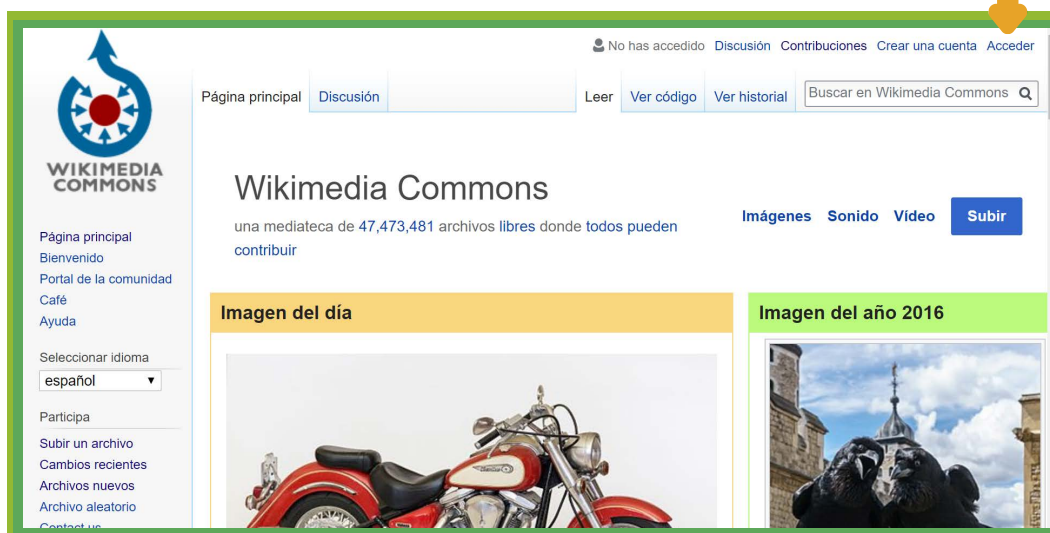 No has accedido Discusión Contribuciones Crear una cuenta Acceder
Página principal Discusión Leer Ver código Ver historial Buscar en Wikimedia Commons
WIKIMEDIA
COMMONS
Página principal
Bienvenido
Portal de la comunidad
Café
Ayuda
Seleccionar idioma
español
Participa
Subir un archivo
Cambios recientes
Archivos nuevos
Archivo aleatorio
Contact us
Wikimedia Commons
una mediateca de 47,473,481 archivos libres donde todos pueden
contribuir
Imágenes Sonido Vídeo Subir
Imagen del día
Imagen del año 2016